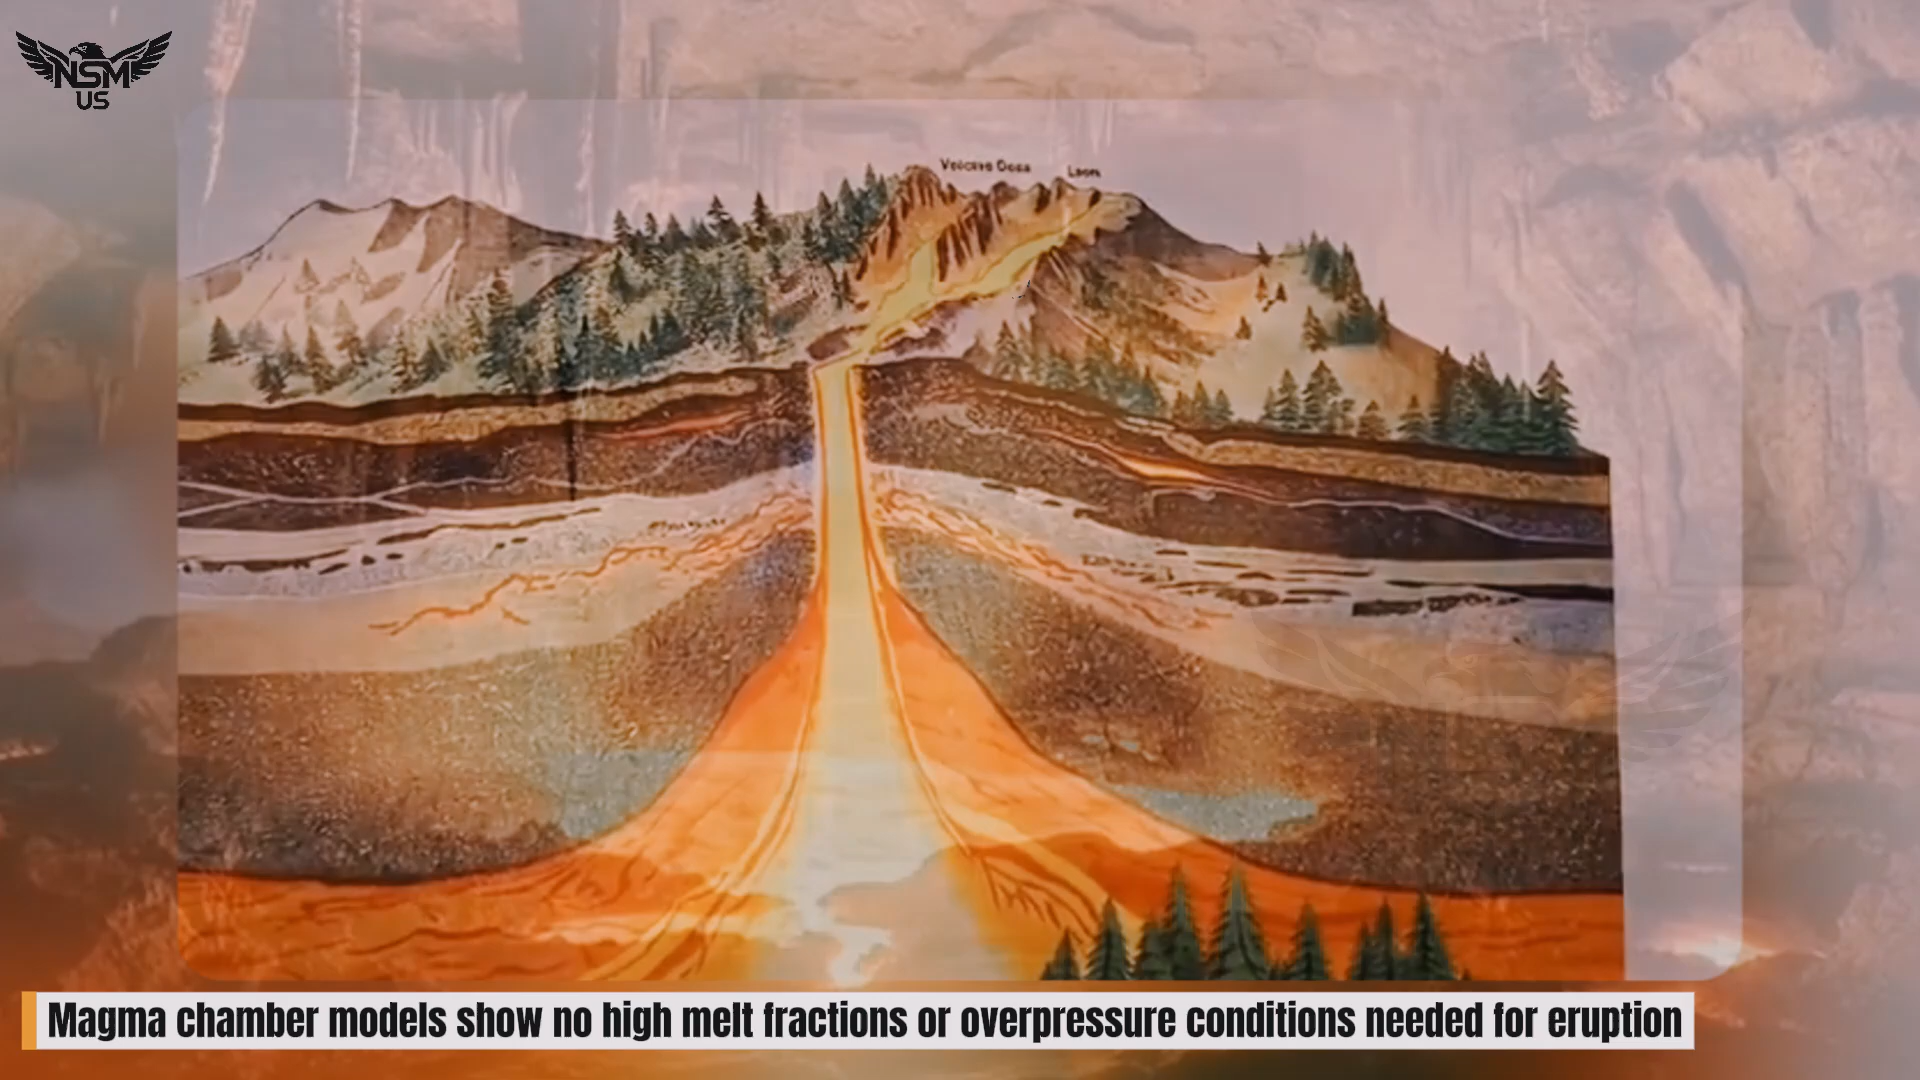 NSM
US
Magma chamber models show no high melt fractions or overpressure conditions needed for eruption